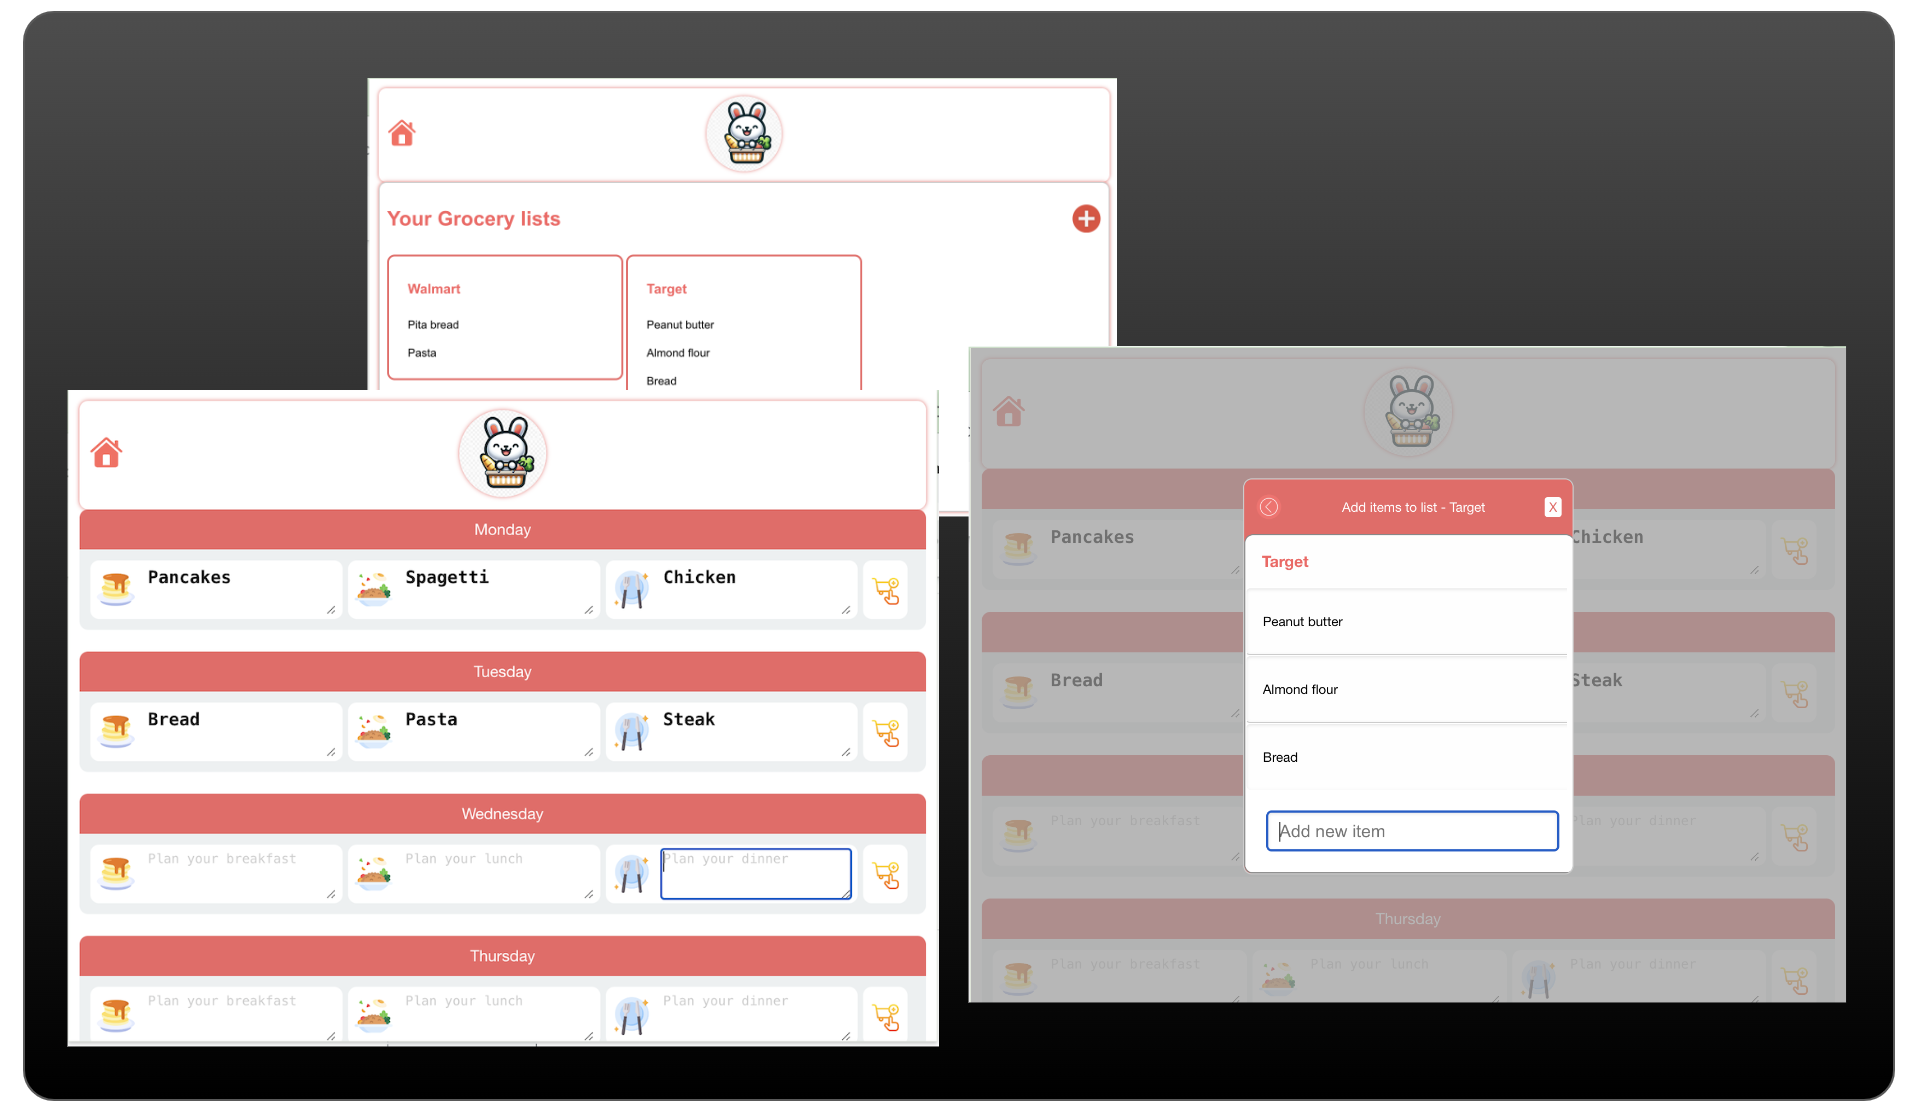 Your Grocery lists
Walmart
Pita bread
Pasta
Target
Peanut butter
Almond flour
Bread
Monday
Pancakes
Spagetti
Chicken
Tuesday
Bread
Pasta
Steak
Wednesday
Plan your breakfast
Plan your lunch
Plan your dinner
Thursday
Plan your breakfast
Plan your lunch
Plan your dinner
Add items to list - Target
X
Target
Peanut butter
Almond flour
Bread
Add new item
Pancakes
Chicken
Bread
Steak
Plan your breakfast
Plan your dinner
Thursday
Plan your breakfast
Plan your lunch
Plan your dinner